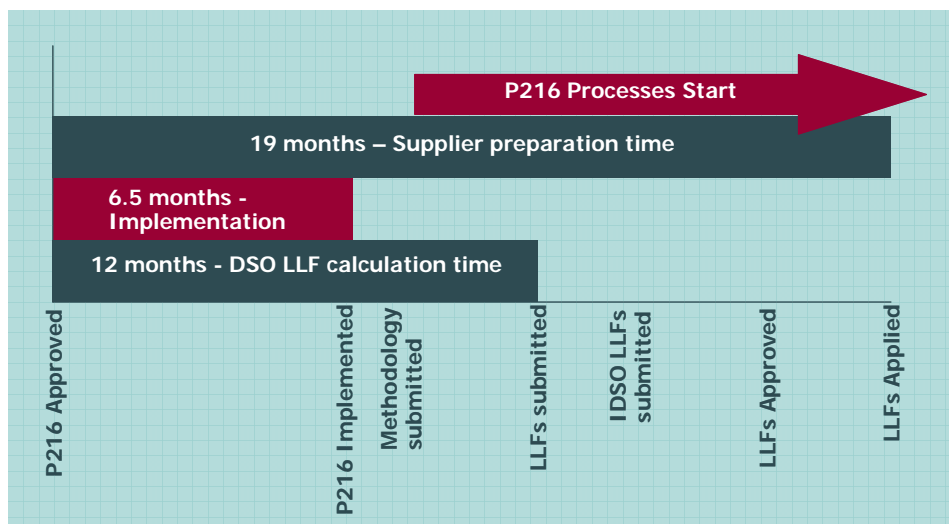 P216 Processes Start
19 months – Supplier preparation time
6.5 months -
Implementation
12 months - DSO LLF calculation time
P216 Approved
P216 Implemented
Methodology
submitted
LLFs submitted
IDSO LLFs
submitted
LLFs Approved
LLFs Applied